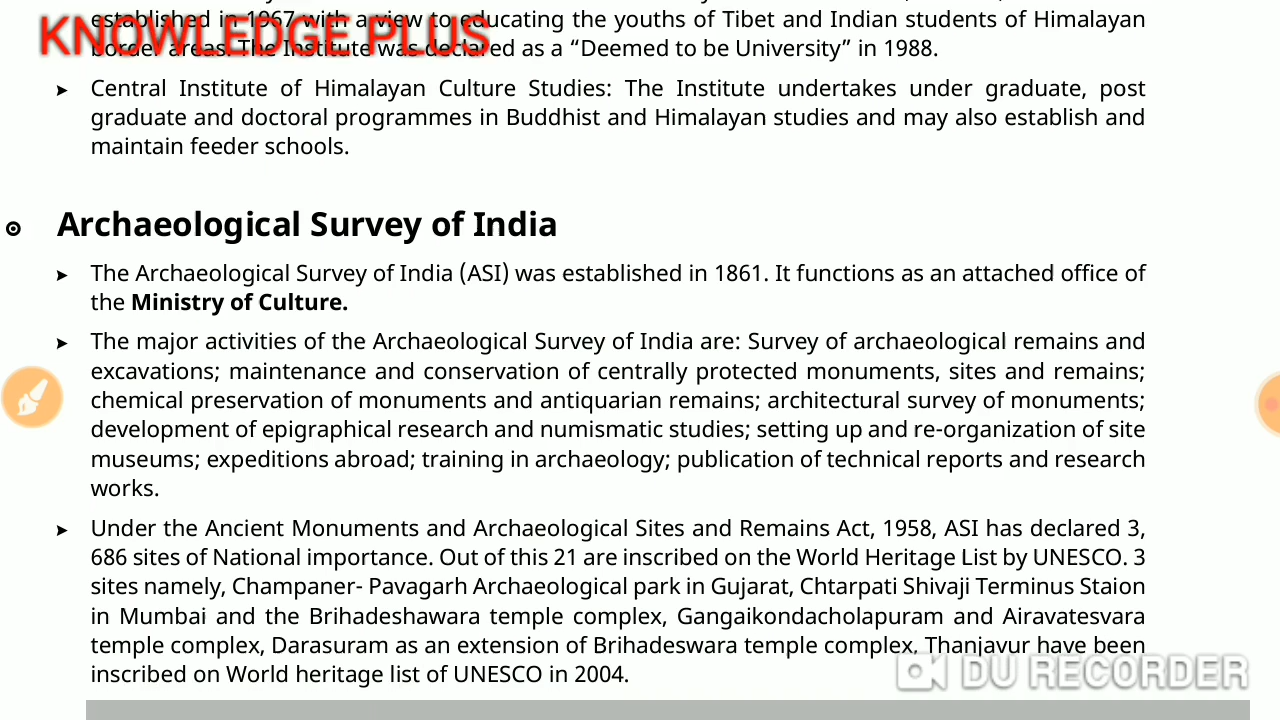 established in 1967 with a view to educating the youths of Tibet and Indian students of Himalayan
KNOWLEDGE PLUS
border areas. The Institute was declared as a “Deemed to be University” in 1988.
➤ Central Institute of Himalayan Culture Studies: The Institute undertakes under graduate, post
graduate and doctoral programmes in Buddhist and Himalayan studies and may also establish and
maintain feeder schools.
Archaeological Survey of India
➤ The Archaeological Survey of India (ASI) was established in 1861. It functions as an attached office of
the Ministry of Culture.
➤ The major activities of the Archaeological Survey of India are: Survey of archaeological remains and
excavations; maintenance and conservation of centrally protected monuments, sites and remains;
chemical preservation of monuments and antiquarian remains; architectural survey of monuments;
development of epigraphical research and numismatic studies; setting up and re-organization of site
museums; expeditions abroad; training in archaeology; publication of technical reports and research
works.
➤ Under the Ancient Monuments and Archaeological Sites and Remains Act, 1958, ASI has declared 3,
686 sites of National importance. Out of this 21 are inscribed on the World Heritage List by UNESCO. 3
sites namely, Champaner- Pavagarh Archaeological park in Gujarat, Chtarpati Shivaji Terminus Staion
in Mumbai and the Brihadeshawara temple complex, Gangaikondacholapuram and Airavatesvara
temple complex, Darasuram as an extension of Brihadeswara temple complex, Thanjavur have been
inscribed on World heritage list of UNESCO in 2004.
DU RECORDER